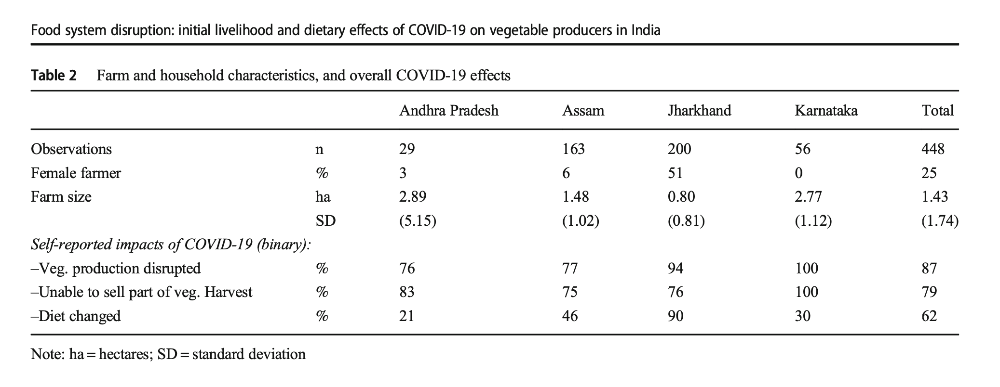 Food system disruption: initial livelihood and dietary effects of COVID-19 on vegetable producers in India
Table 2 Farm and household characteristics, and overall COVID-19 effects
Andhra Pradesh Assam Jharkhand Karnataka Total
Observations n 29 163 200 56 448
Female farmer % 3 6 51 0 25
Farm size ha 2.89 1.48 0.80 2.77 1.43
SD (5.15) (1.02) (0.81) (1.12) (1.74)
Self-reported impacts of COVID-19 (binary):
–Veg. production disrupted % 76 77 94 100 87
–Unable to sell part of veg. Harvest % 83 75 76 100 79
–Diet changed % 21 46 90 30 62
Note: ha = hectares; SD = standard deviation